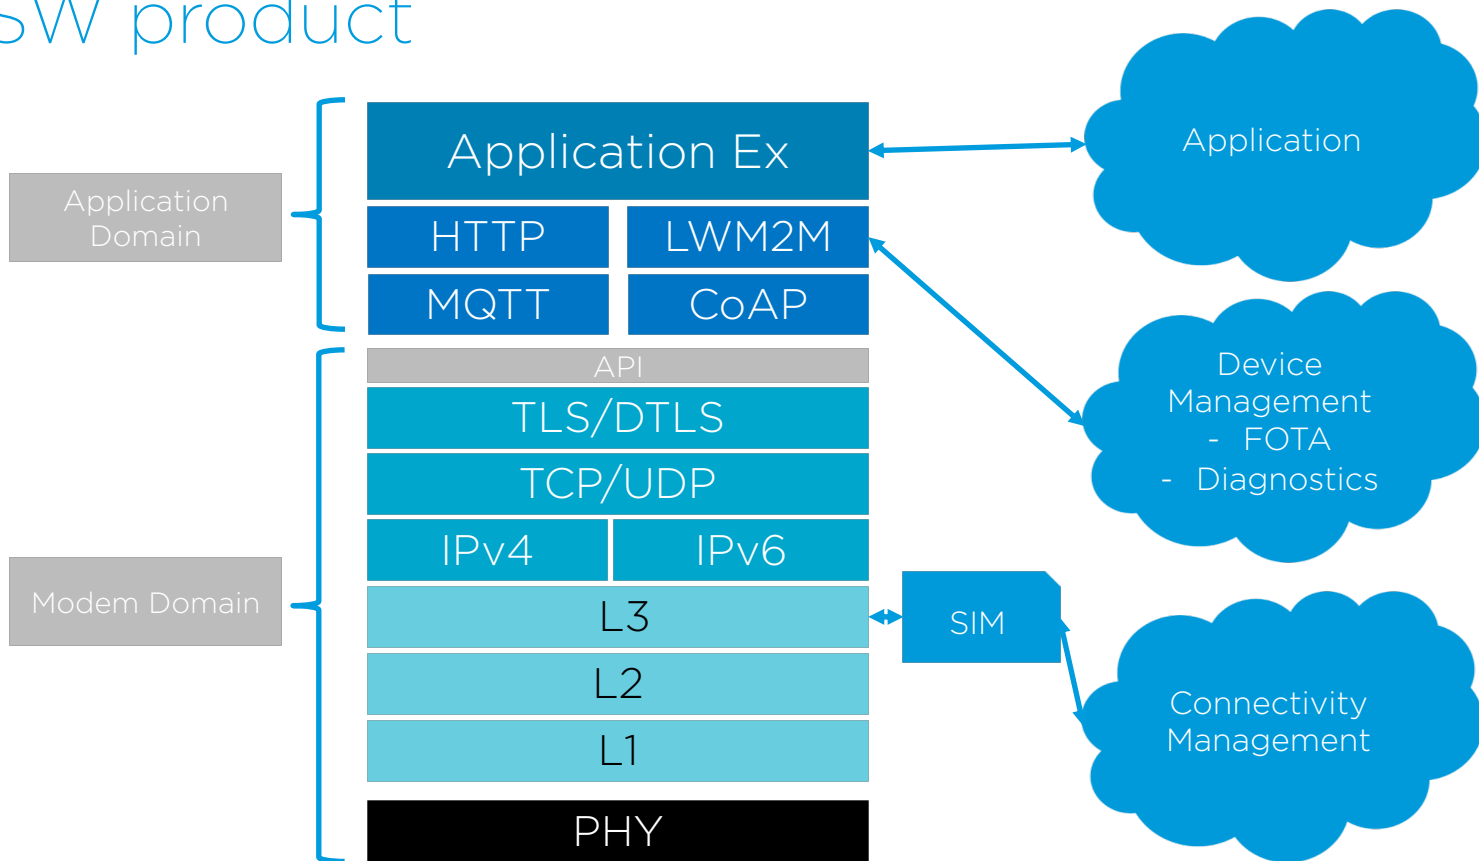 SW product
Application Ex
Application
Application
Domain
HTTP
LWM2M
MQTT
CoAP
API
Device
Management
- FOTA
- Diagnostics
TLS/DTLS
TCP/UDP
IPv4
IPv6
Modem Domain
L3
SIM
L2
L1
Connectivity
Management
PHY